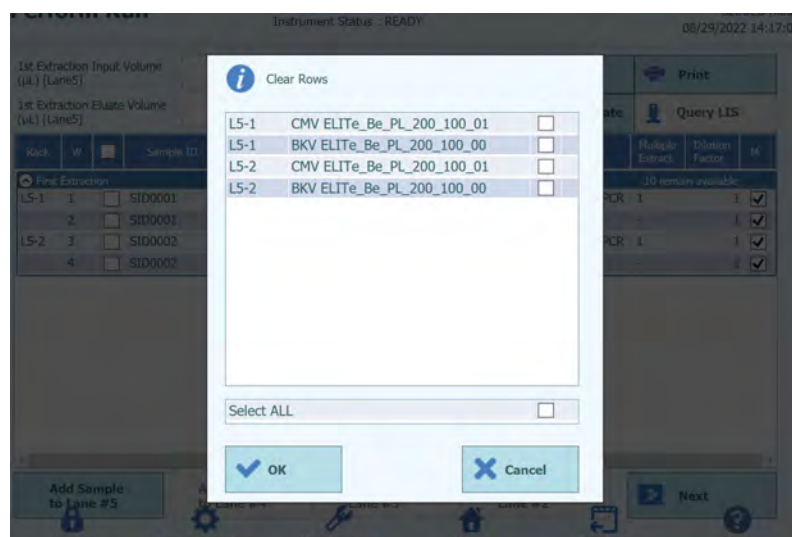 Perform Run
Instrument Status : READY
08/29/2022 14:17:0
1st Extraction Input Volume
(µL) [Lane5]
1st Extraction Eluate Volume
(µL) [Lane5]
Print
Query LIS
Rack W Sample ID
Multiple Extract Dilution Factor M
First Extraction
10 remain available
L5-1 1 SID0001 PCR 1 1
2 SID0001 1
L5-2 3 SID0002 PCR 1 1
4 SID0002 1
Clear Rows
L5-1 CMV ELITe_Be_PL_200_100_01
L5-1 BKV ELITe_Be_PL_200_100_00
L5-2 CMV ELITe_Be_PL_200_100_01
L5-2 BKV ELITe_Be_PL_200_100_00
Select ALL
OK
Cancel
Add Sample
to Lane #5
Next